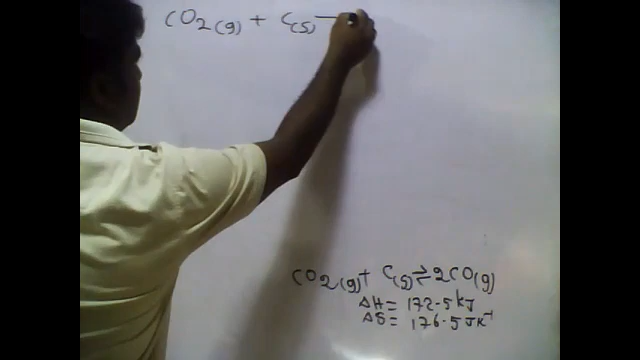 CO2(g) + C(s) —
CO2(g) + C(s) ⇌ 2CO(g)
ΔH = 172.5 kJ
ΔS = 176.5 JK⁻¹